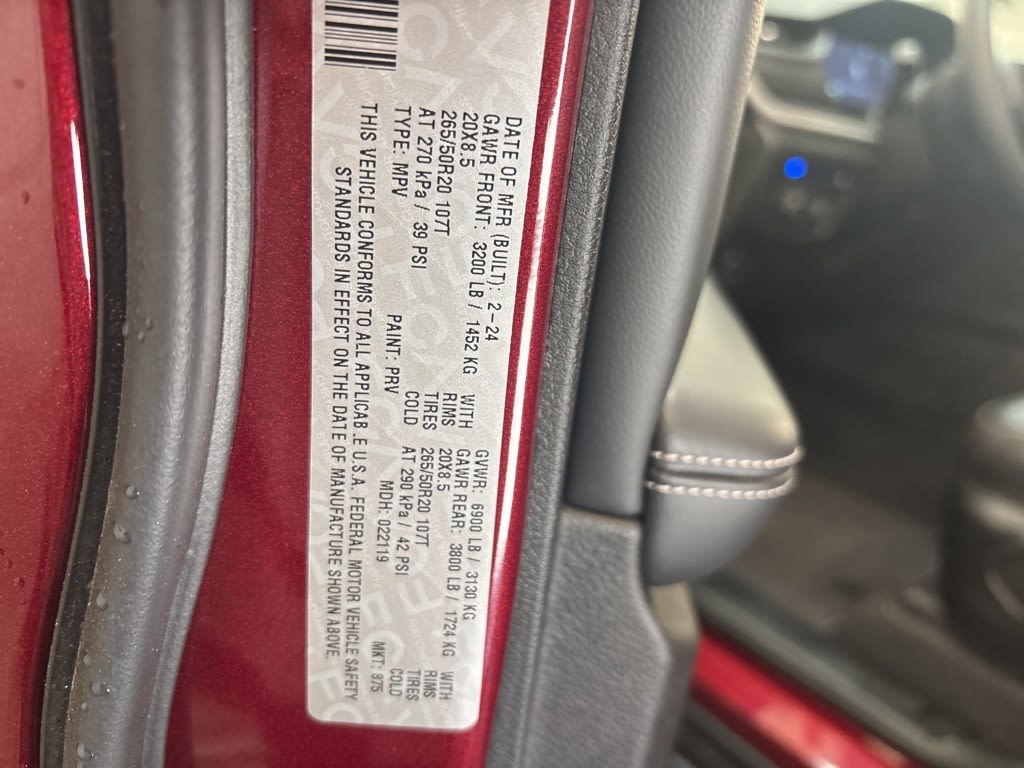 DATE OF MFR (BUILT): 2-24 GVWR: 6900 LB / 3130 KG
GAWR FRONT: 3200 LB / 1452 KG WITH GAWR REAR: 3800 LB / 1724 KG WITH
20X8.5 RIMS 20X8.5 RIMS
265/50R20 107T TIRES 265/50R20 107T TIRES
AT 270 kPa / 39 PSI COLD AT 290 kPa / 42 PSI COLD
TYPE: MPV PAINT: PRV MDH: 022119 MKT: 875
THIS VEHICLE CONFORMS TO ALL APPLICAB_E U.S.A. FEDERAL MOTOR VEHICLE SAFETY
STANDARDS IN EFFECT ON THE DATE OF MANUFACTURE SHOWN ABOVE.